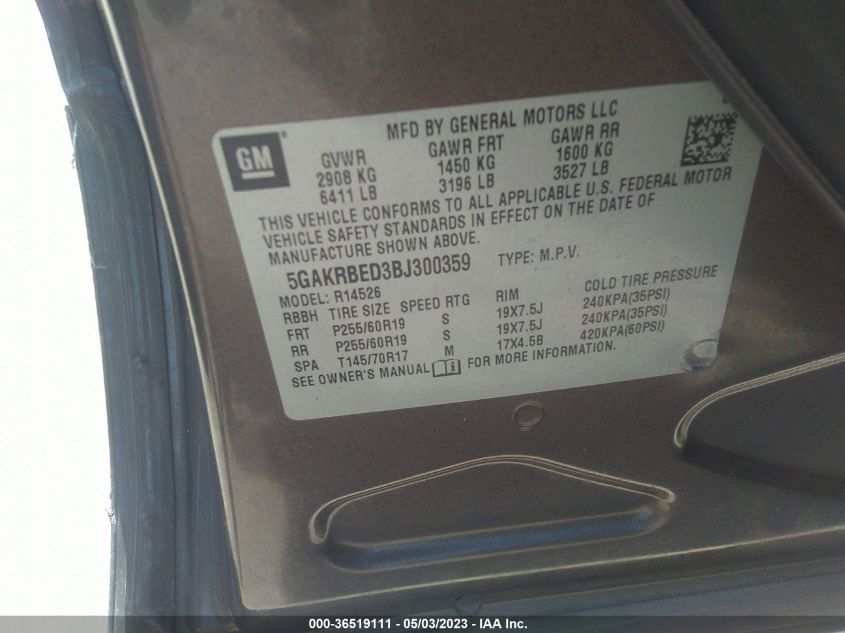 MFD BY GENERAL MOTORS LLC
GM
GVWR GAWR FRT GAWR RR
2908 KG 1450 KG 1600 KG
6411 LB 3196 LB 3527 LB
THIS VEHICLE CONFORMS TO ALL APPLICABLE U.S. FEDERAL MOTOR
VEHICLE SAFETY STANDARDS IN EFFECT ON THE DATE OF
MANUFACTURE SHOWN ABOVE.
5GAKRBED3BJ300359 TYPE: M.P.V.
MODEL: R14526
RBBH TIRE SIZE SPEED RTG RIM COLD TIRE PRESSURE
FRT P255/60R19 S 19X7.5J 240KPA(35PSI)
RR P255/60R19 S 19X7.5J 240KPA(35PSI)
SPA T145/70R17 M 17X4.5B 420KPA(60PSI)
SEE OWNER'S MANUAL FOR MORE INFORMATION.
000-36519111 - 05/03/2023 - IAA Inc.